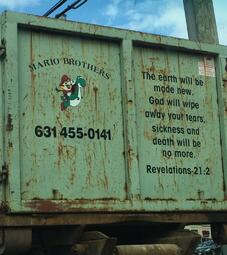 MARIO BROTHERS
631 455-0141
The earth will be
made new.
God will wipe
away your tears,
sickness and
death will be
no more.
Revelations-21:2